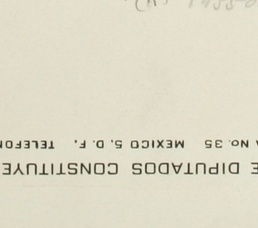 E DIPUTADOS CONSTITUYE
A No. 35 MEXICO 5, D. F. TELEFON